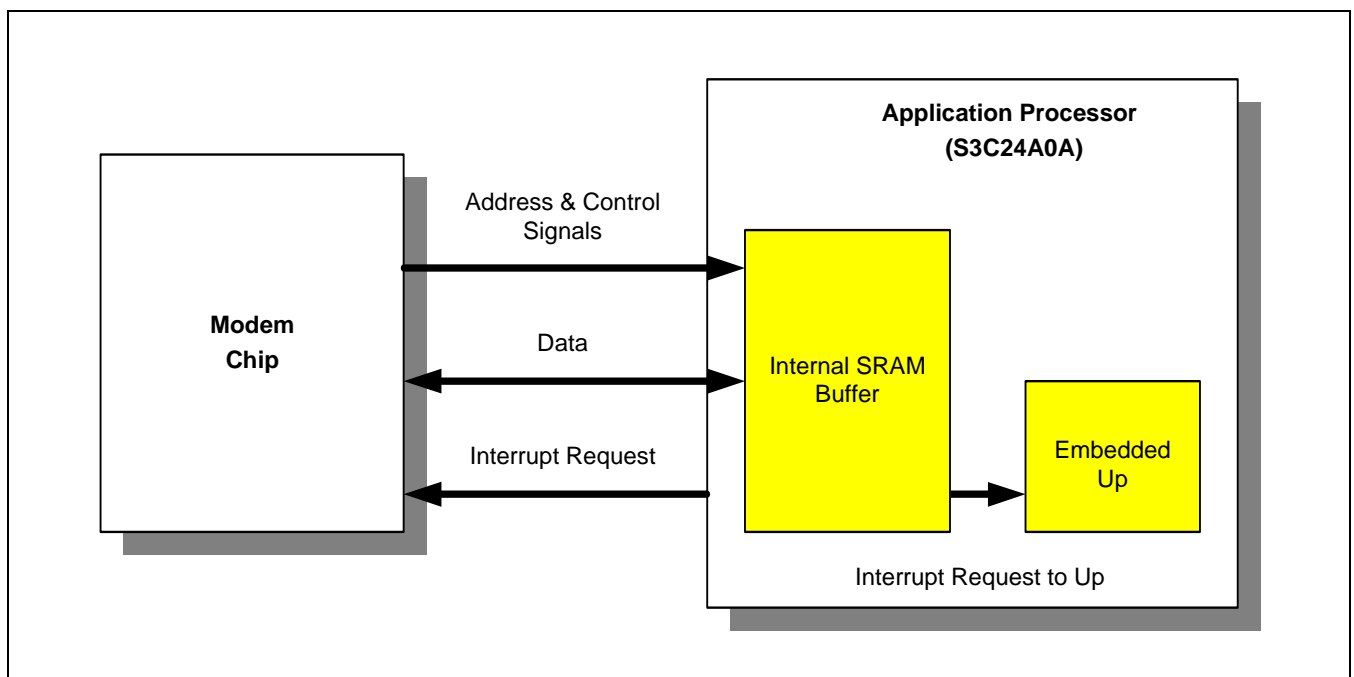 Application Processor
(S3C24A0A)
Address & Control
Signals
Modem
Chip
Data
Internal SRAM
Buffer
Interrupt Request
Embedded
Up
Interrupt Request to Up